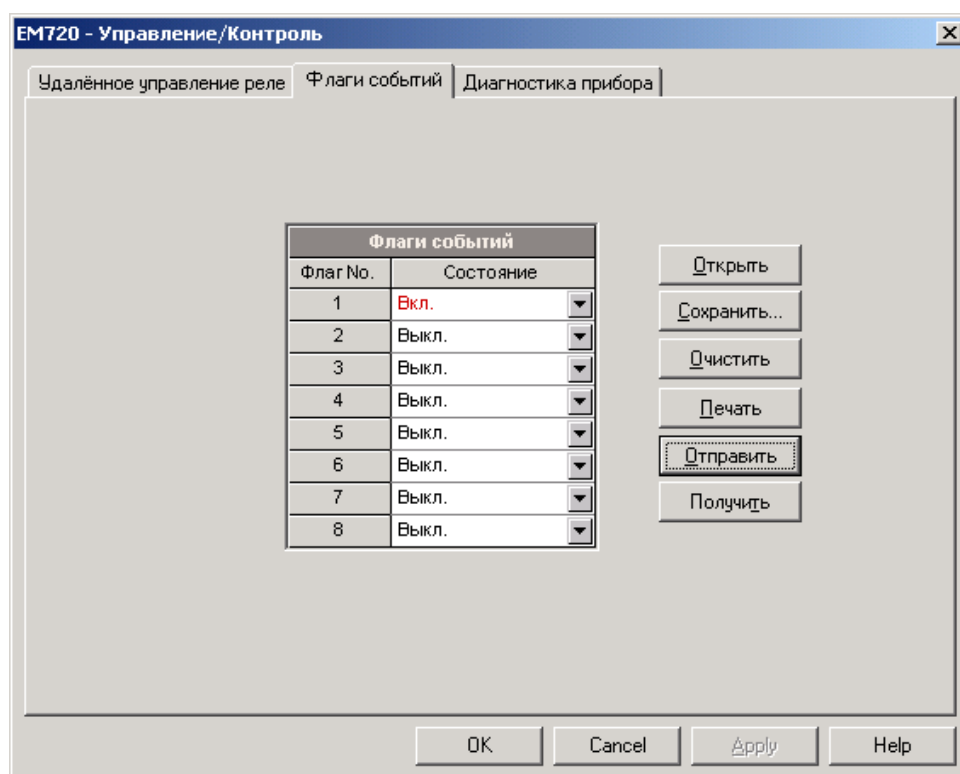 EM720 - Управление/Контроль
Удалённое управление реле
Флаги событий
Диагностика прибора
Флаги событий
Флаг No. Состояние
1 Вкл.
2 Выкл.
3 Выкл.
4 Выкл.
5 Выкл.
6 Выкл.
7 Выкл.
8 Выкл.
Открыть
Сохранить...
Очистить
Печать
Отправить
Получить
OK Cancel Apply Help